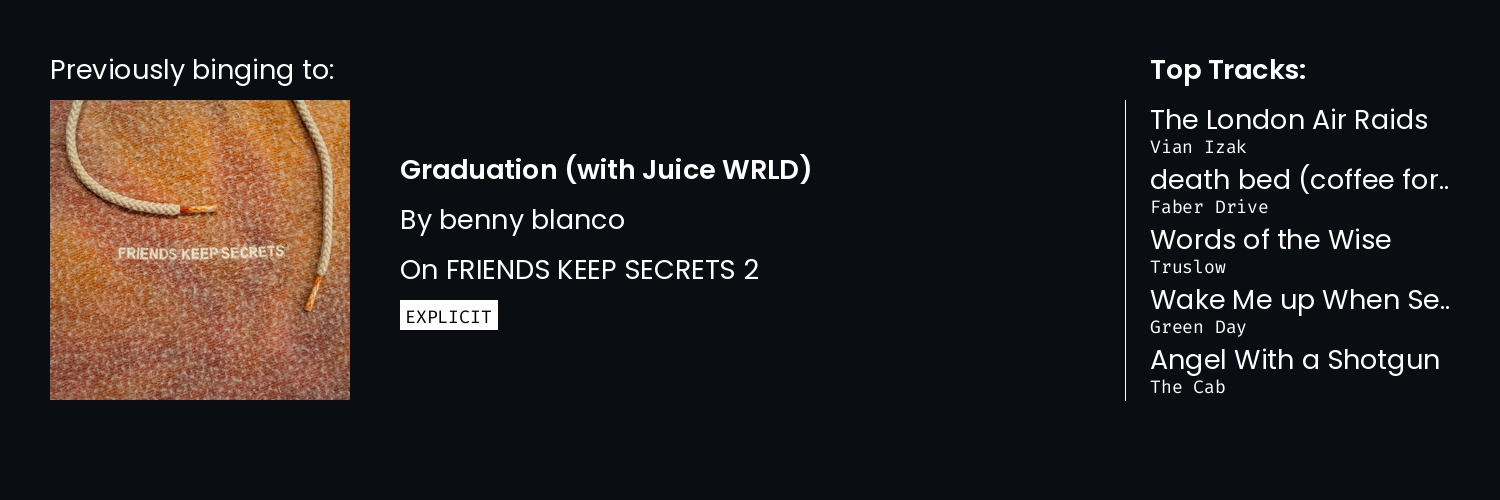 Previously binging to:
FRIENDS KEEP SECRETS
Graduation (with Juice WRLD)
By benny blanco
On FRIENDS KEEP SECRETS 2
EXPLICIT
Top Tracks:
The London Air Raids
Vian Izak
death bed (coffee for..
Faber Drive
Words of the Wise
Truslow
Wake Me up When Se..
Green Day
Angel With a Shotgun
The Cab